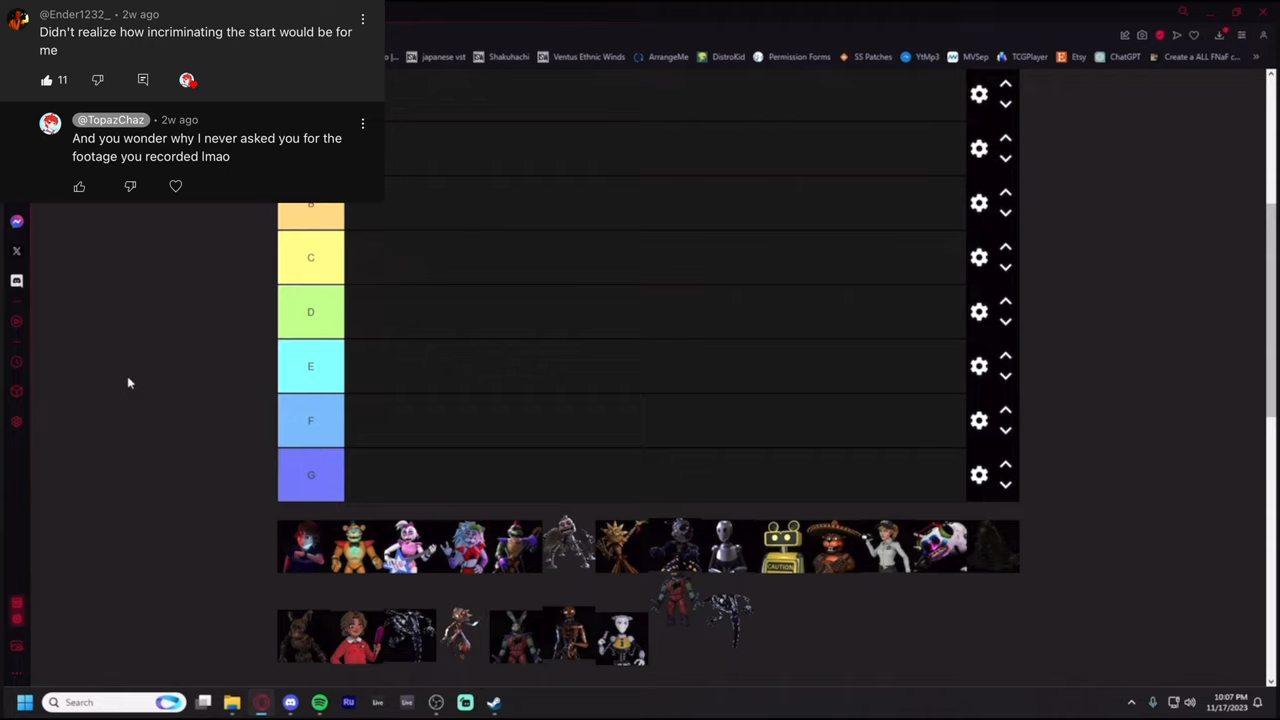 @Ender1232_ • 2w ago
Didn't realize how incriminating the start would be for
me
11
@TopazChaz • 2w ago
And you wonder why I never asked you for the
footage you recorded lmao
japanese vst
Shakuhachi
Ventus Ethnic Winds
ArrangeMe
DistroKid
Permission Forms
SS Patches
YtMp3
MVSep
TCGPlayer
Etsy
ChatGPT
Create a ALL FNaF c...
B
C
D
E
F
G
CAUTION
Search
Ru
Live
Live
10:07 PM
11/17/2023